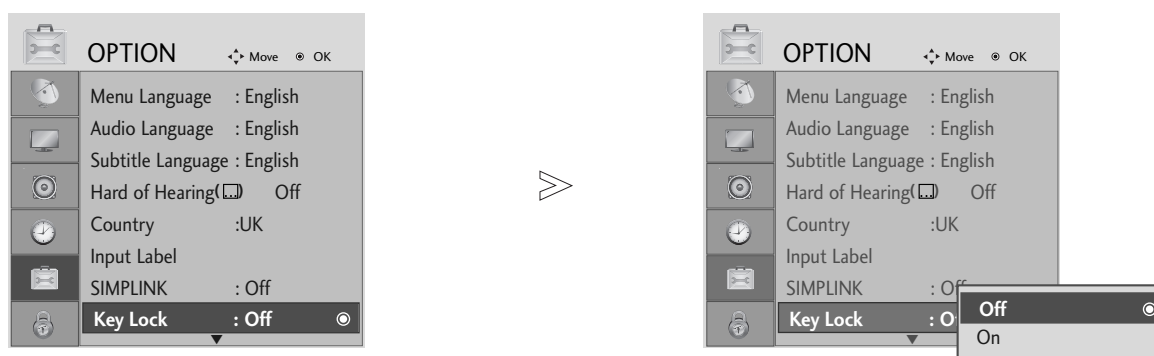 OPTION Move OK
Menu Language : English
Audio Language : English
Subtitle Language : English
Hard of Hearing( ) Off
Country :UK
Input Label
SIMPLINK : Off
Key Lock : Off
OPTION Move OK
Menu Language : English
Audio Language : English
Subtitle Language : English
Hard of Hearing( ) Off
Country :UK
Input Label
SIMPLINK : Off
Key Lock : O
Off
On